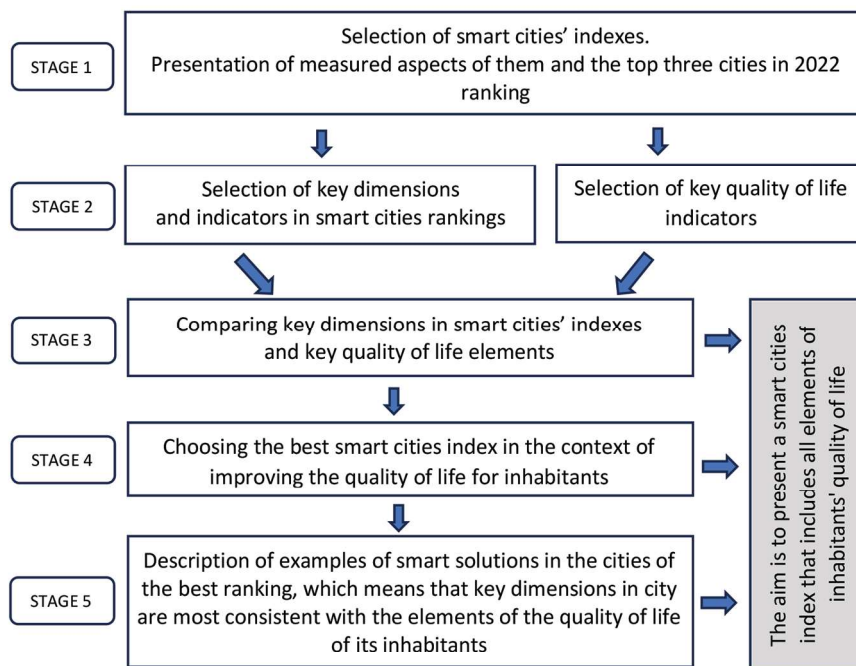 STAGE 1
Selection of smart cities’ indexes.
Presentation of measured aspects of them and the top three cities in 2022
ranking
STAGE 2
Selection of key dimensions
and indicators in smart cities rankings
Selection of key quality of life
indicators
STAGE 3
Comparing key dimensions in smart cities’ indexes
and key quality of life elements
STAGE 4
Choosing the best smart cities index in the context of
improving the quality of life for inhabitants
STAGE 5
Description of examples of smart solutions in the cities of
the best ranking, which means that key dimensions in city
are most consistent with the elements of the quality of life
of its inhabitants
The aim is to present a smart cities
index that includes all elements of
inhabitants' quality of life